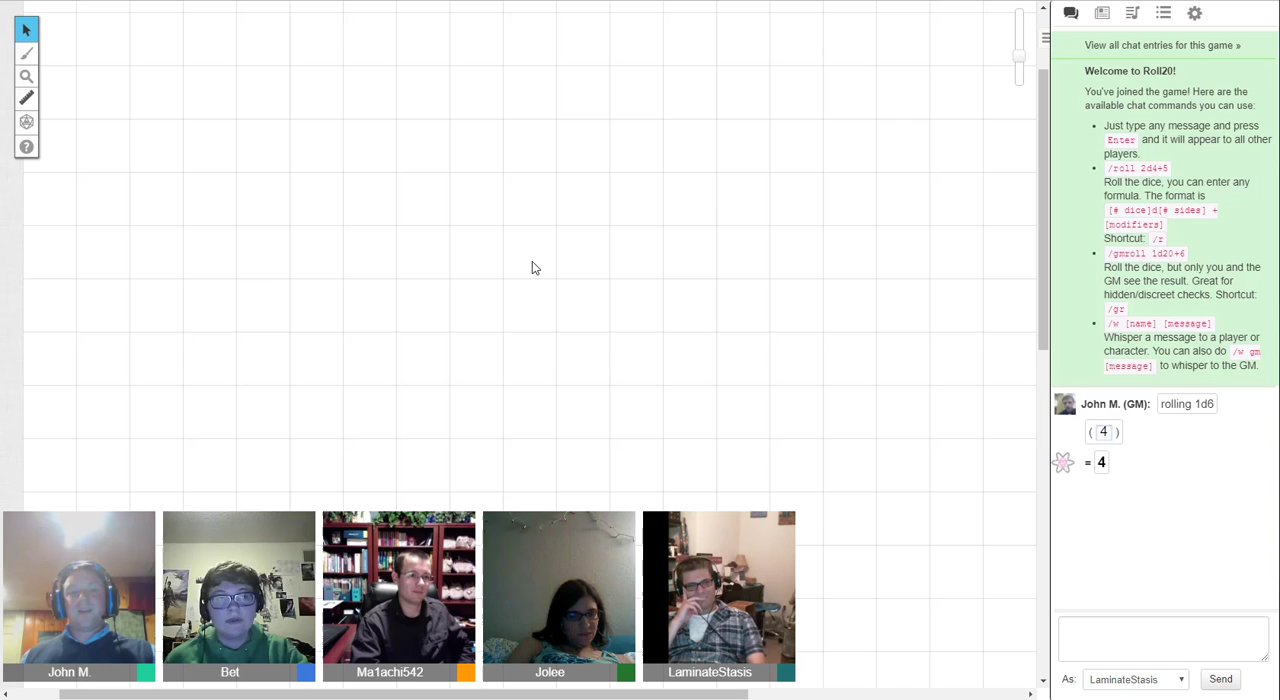 View all chat entries for this game »
Welcome to Roll20!
You've joined the game! Here are the
available chat commands you can use:
Just type any message and press
Enter and it will appear to all other
players.
/roll 2d4+5
Roll the dice, you can enter any
formula. The format is
[# dice]d[# sides] +
[modifiers]
Shortcut: /r
/gmroll 1d20+6
Roll the dice, but only you and the
GM see the result. Great for
hidden/discreet checks. Shortcut:
/gr
/w [name] [message]
Whisper a message to a player or
character. You can also do /w gm
[message] to whisper to the GM.
John M. (GM): rolling 1d6
( 4 )
= 4
John M.
Bet
Ma1achi542
Jolee
LaminateStasis
As: LaminateStasis
Send